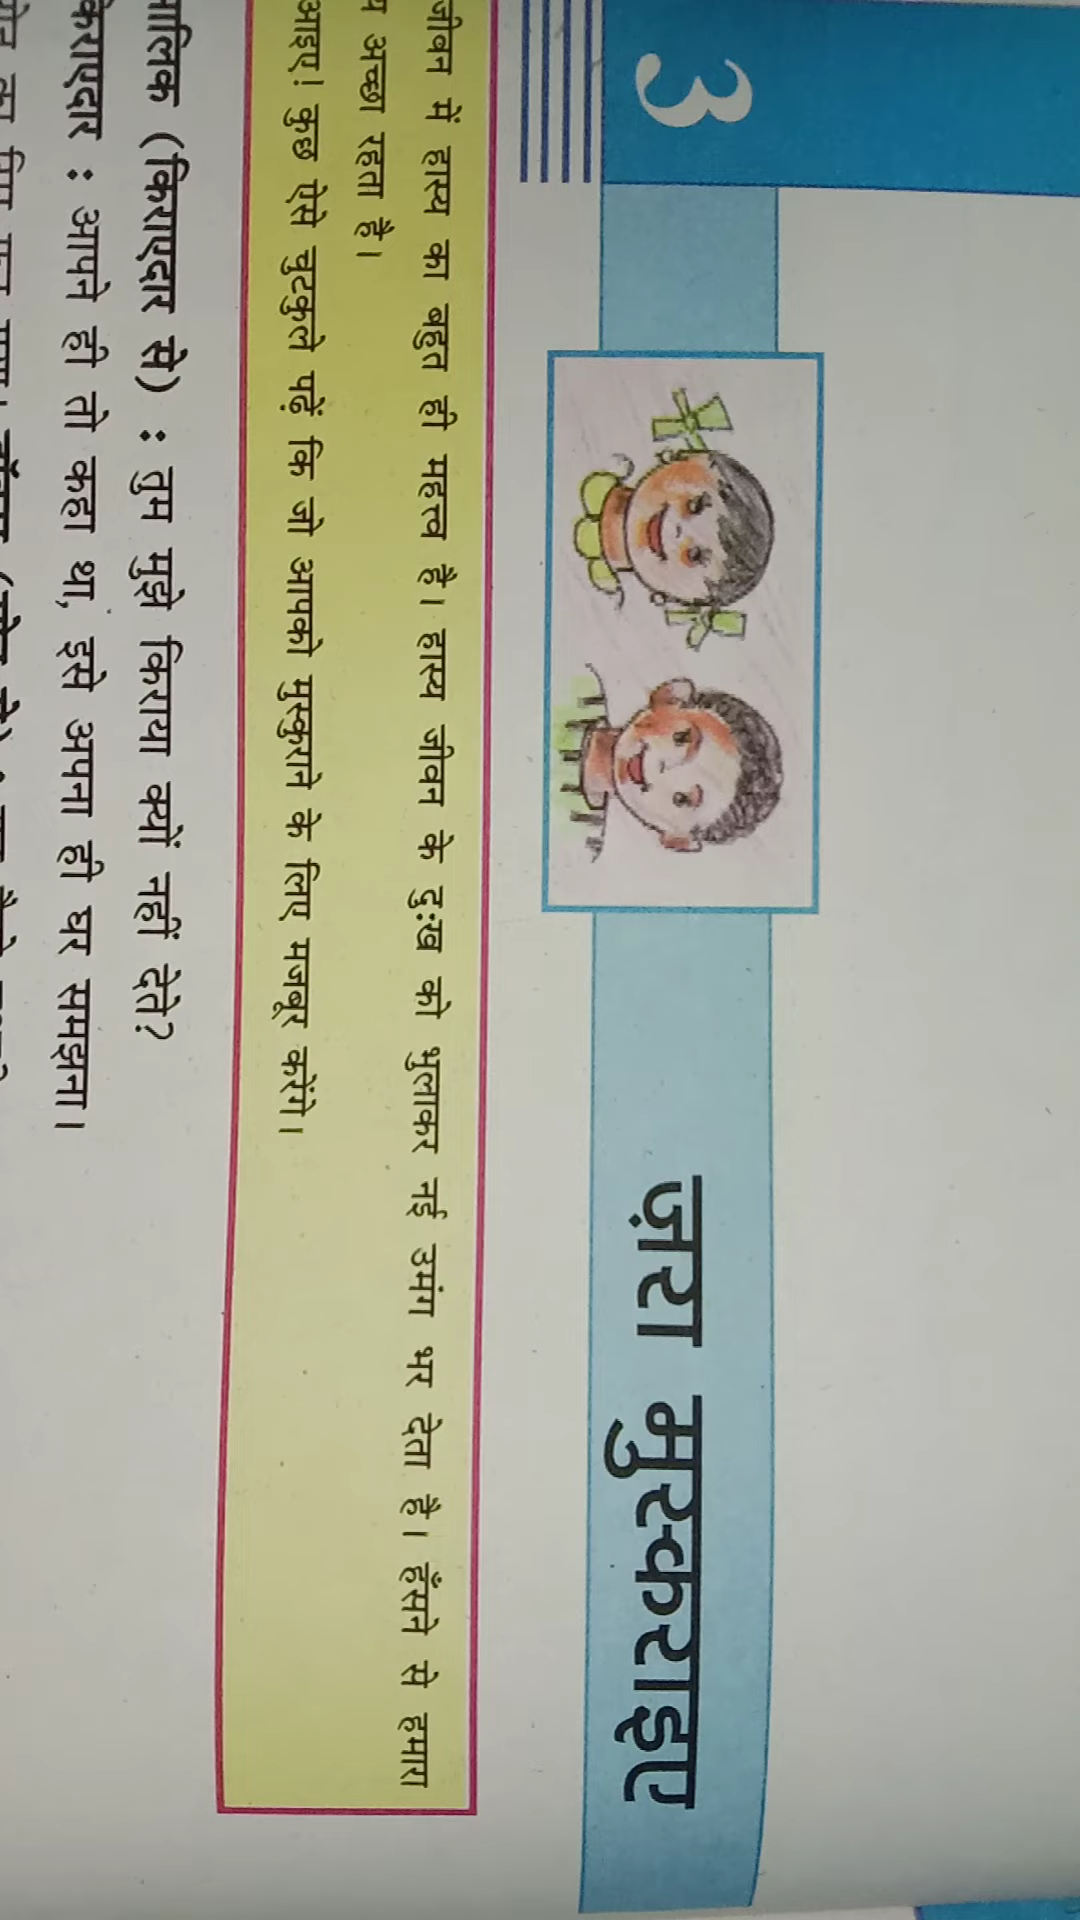 3
ज़रा मुस्कराइए
जीवन में हास्य का बहुत ही महत्त्व है। हास्य जीवन के दुःख को भुलाकर नई उमंग भर देता है। हँसने से हमारा
अच्छा रहता है।
आइए! कुछ ऐसे चुटकुले पढ़ें कि जो आपको मुस्कुराने के लिए मजबूर करेंगे।
मालिक (किराएदार से) : तुम मुझे किराया क्यों नहीं देते?
किराएदार : आपने ही तो कहा था, इसे अपना ही घर समझना।